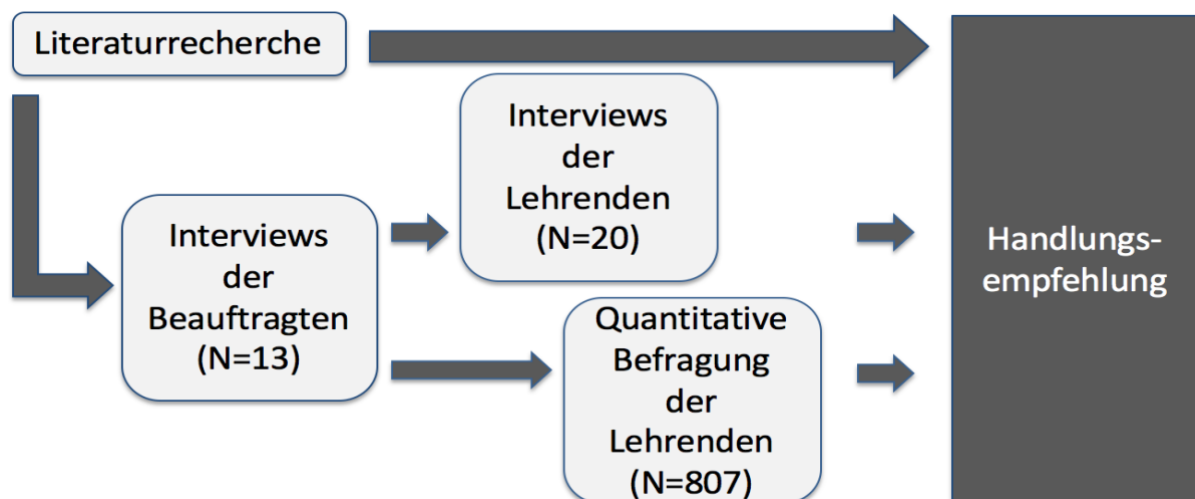 Literaturrecherche
Interviews
der
Lehrenden
(N=20)
Interviews
der
Beauftragten
(N=13)
Quantitative
Befragung
der
Lehrenden
(N=807)
Handlungs-
empfehlung